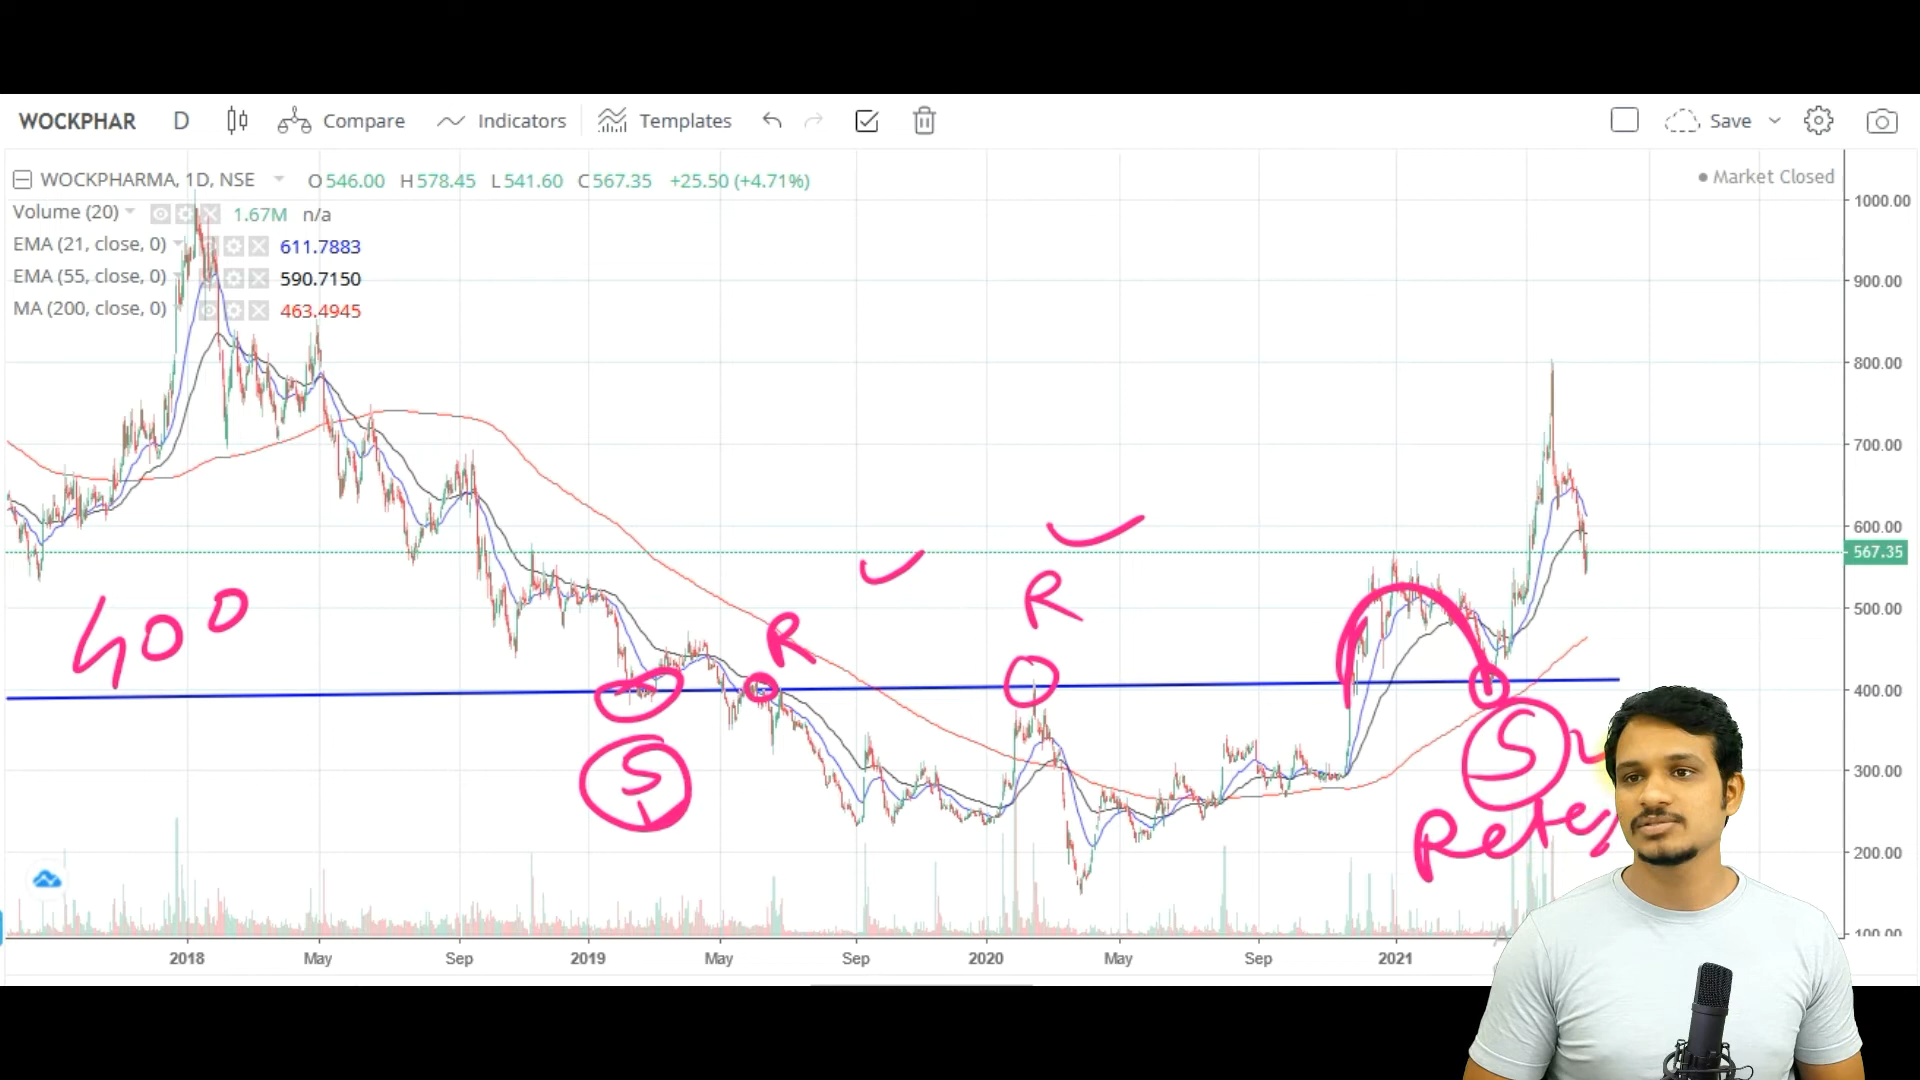 WOCKPHAR D Compare Indicators Templates Save
WOCKPHARMA, 1D, NSE O546.00 H578.45 L541.60 C567.35 +25.50 (+4.71%)
Market Closed
Volume (20) 1.67M n/a
EMA (21, close, 0) 611.7883
EMA (55, close, 0) 590.7150
MA (200, close, 0) 463.4945
1000.00
900.00
800.00
700.00
600.00
567.35
500.00
400.00
300.00
200.00
100.00
400
R
R
S
S
2018 May Sep 2019 May Sep 2020 May Sep 2021